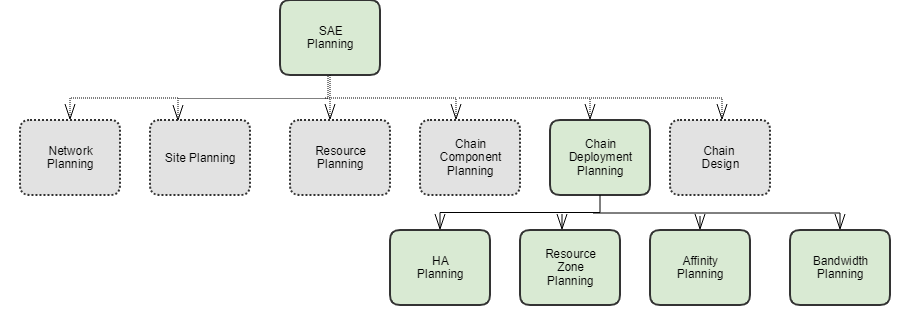 SAE
Planning
Network
Planning
Site Planning
Resource
Planning
Chain
Component
Planning
Chain
Deployment
Planning
Chain
Design
HA
Planning
Resource
Zone
Planning
Affinity
Planning
Bandwidth
Planning